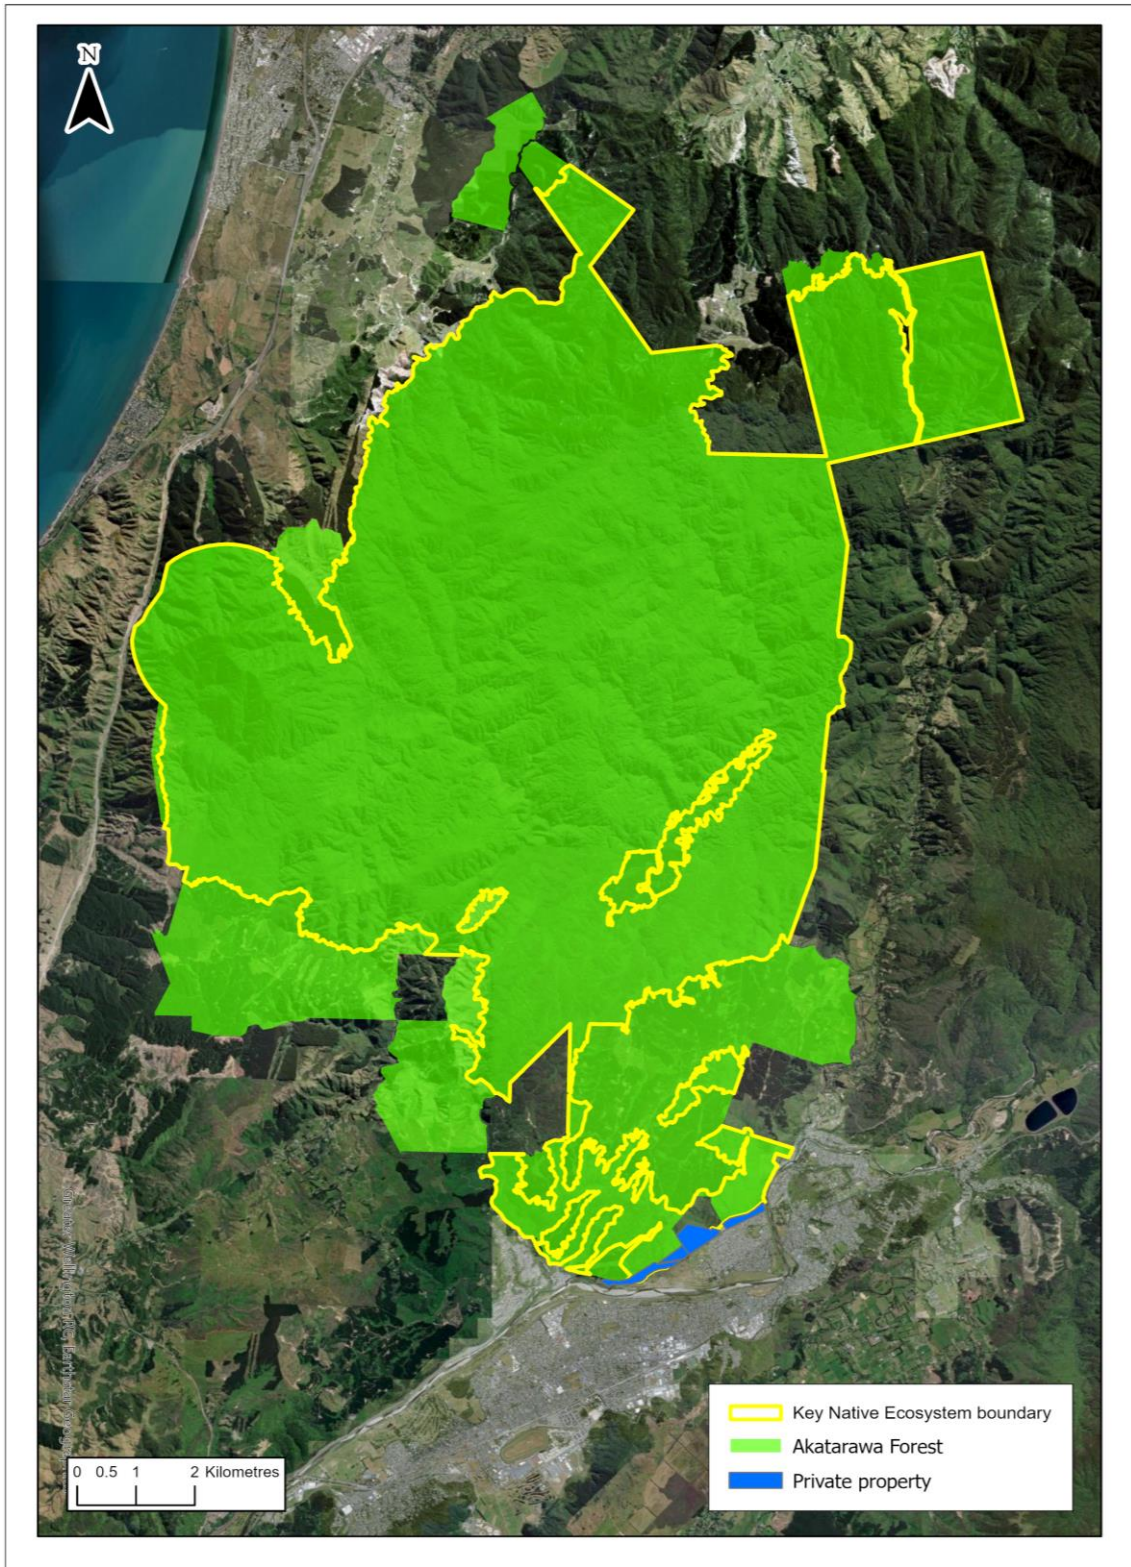 N
Key Native Ecosystem boundary
Akatarawa Forest
Private property
0 0.5 1 2 Kilometres